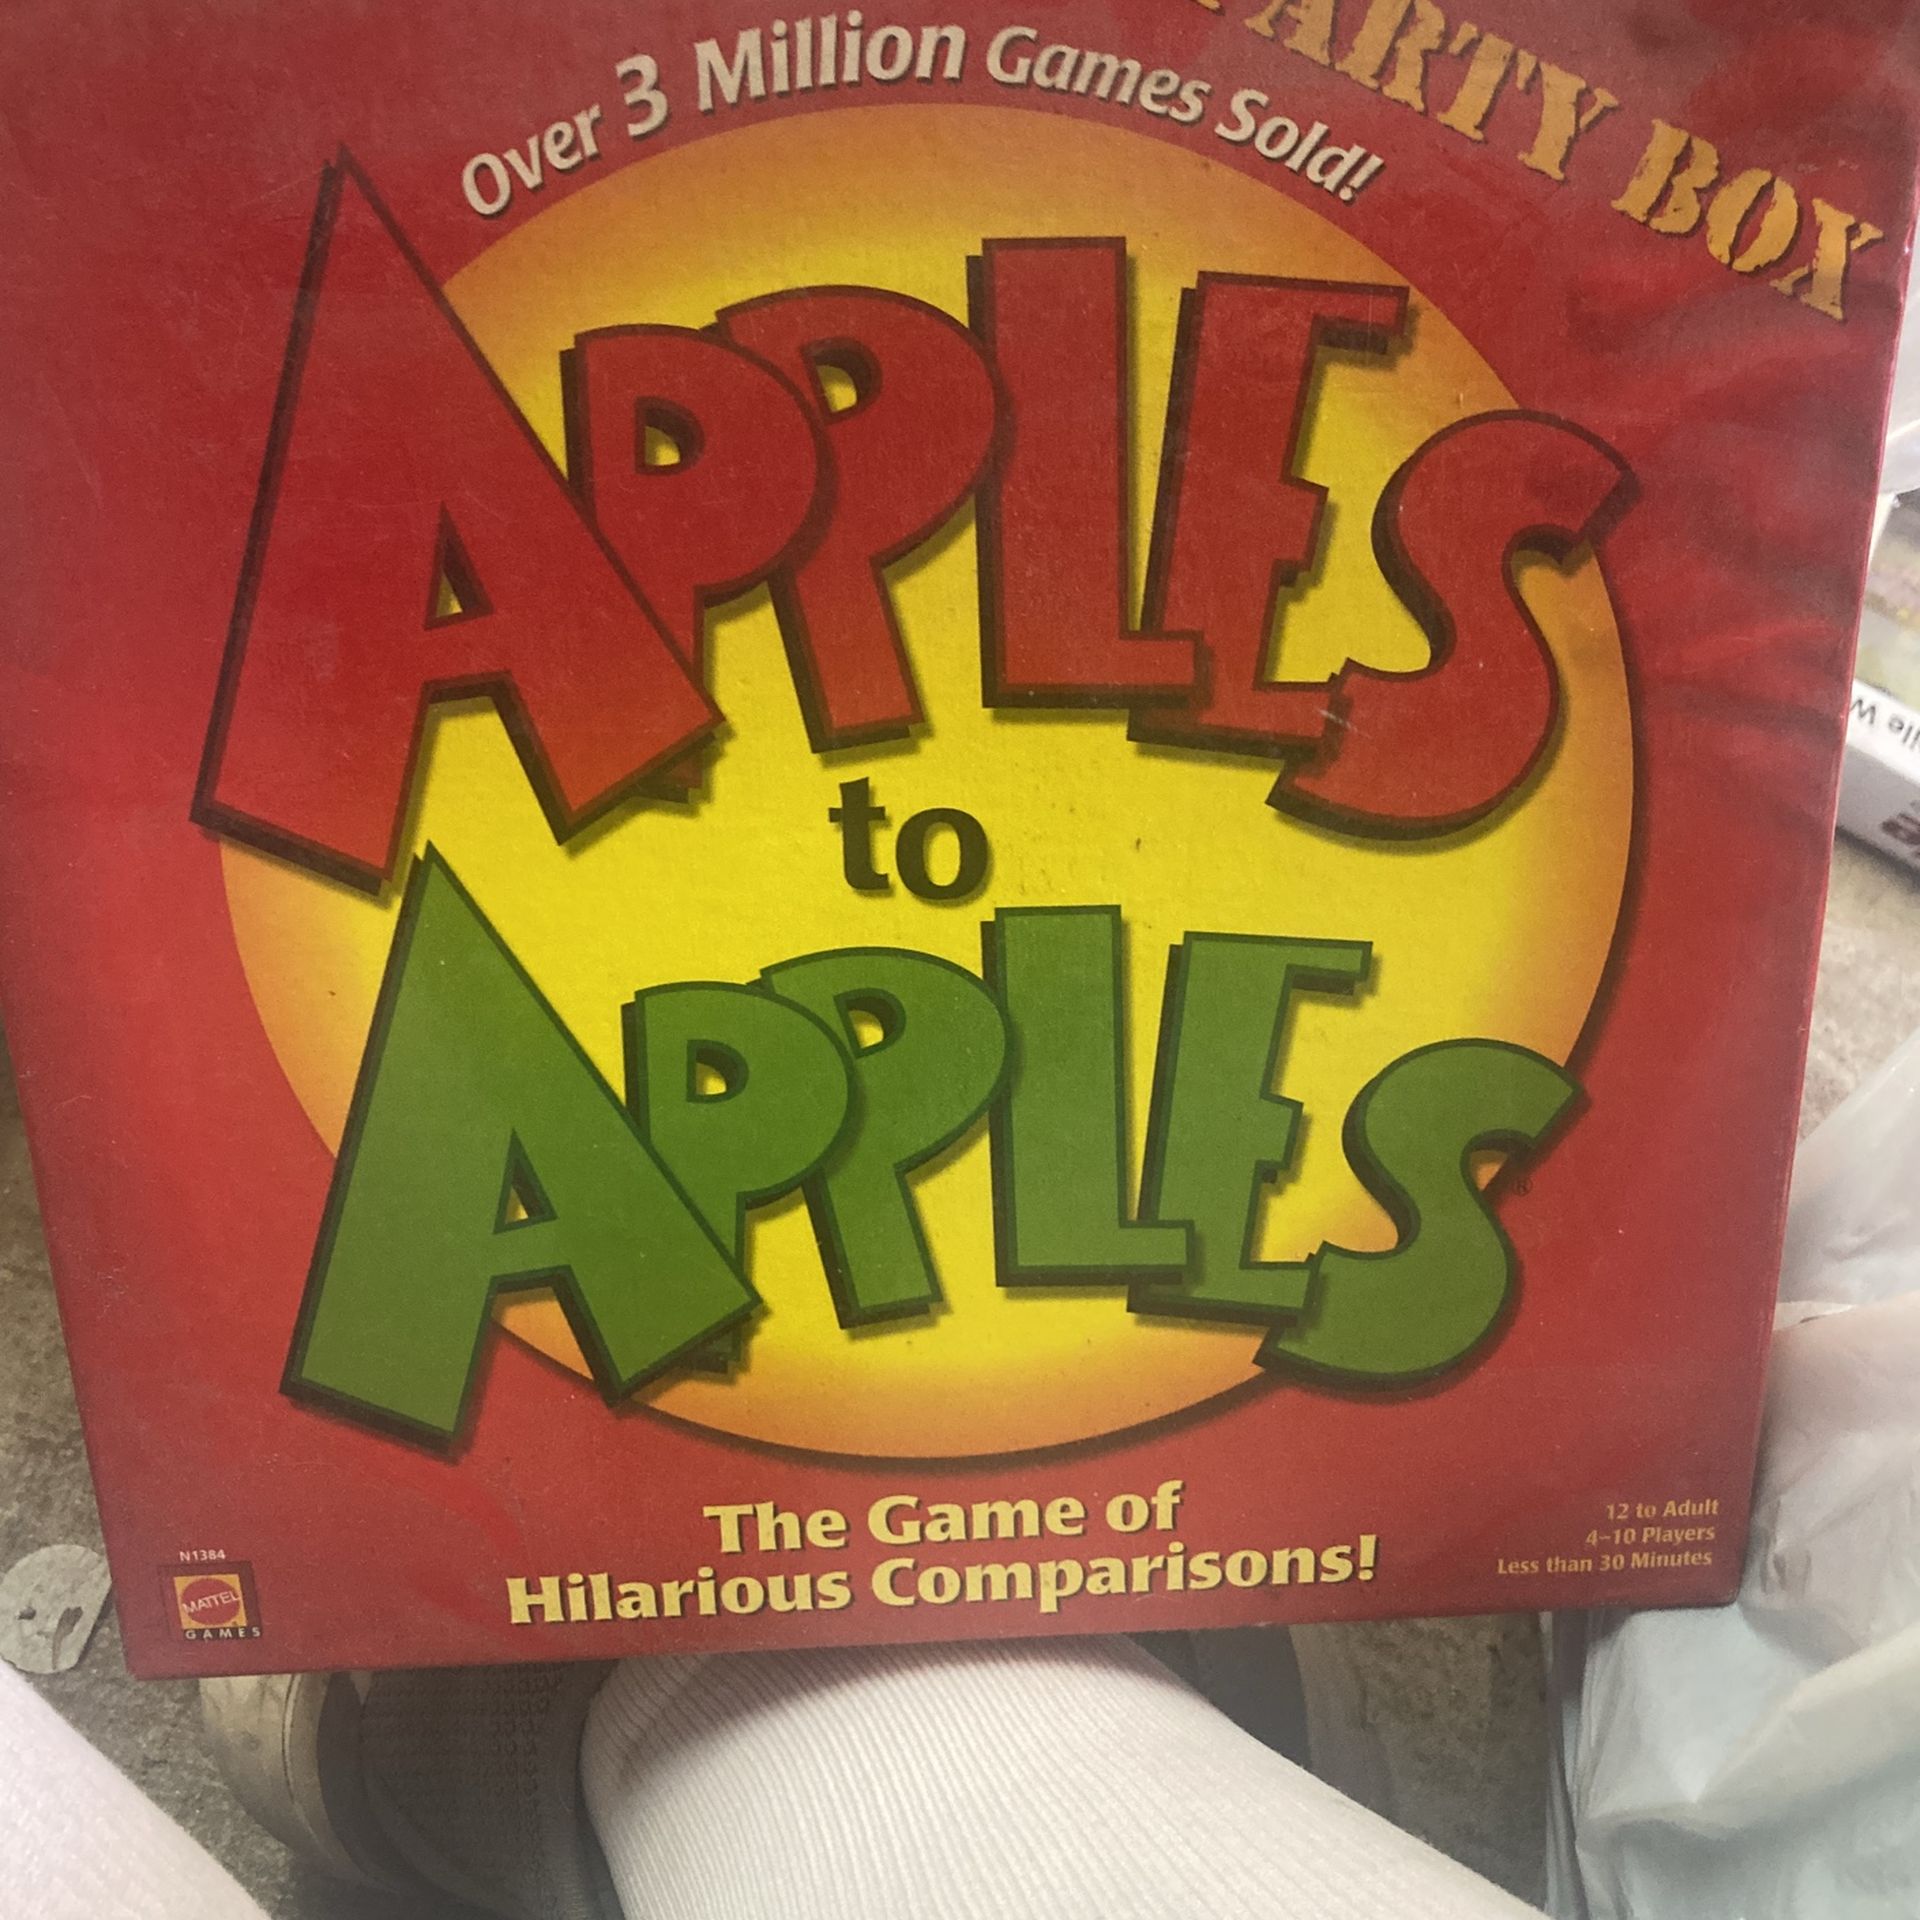 PARTY BOX
Over 3 Million Games Sold!
APPLES
to
APPLES®
The Game of
Hilarious Comparisons!
12 to Adult
4-10 Players
Less than 30 Minutes
N1384
MATTEL
GAMES